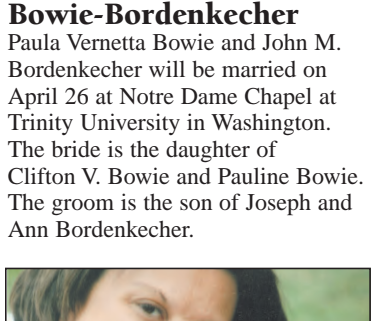 Bowie-Bordenkecher
Paula Vernetta Bowie and John M.
Bordenkecher will be married on
April 26 at Notre Dame Chapel at
Trinity University in Washington.
The bride is the daughter of
Clifton V. Bowie and Pauline Bowie.
The groom is the son of Joseph and
Ann Bordenkecher.